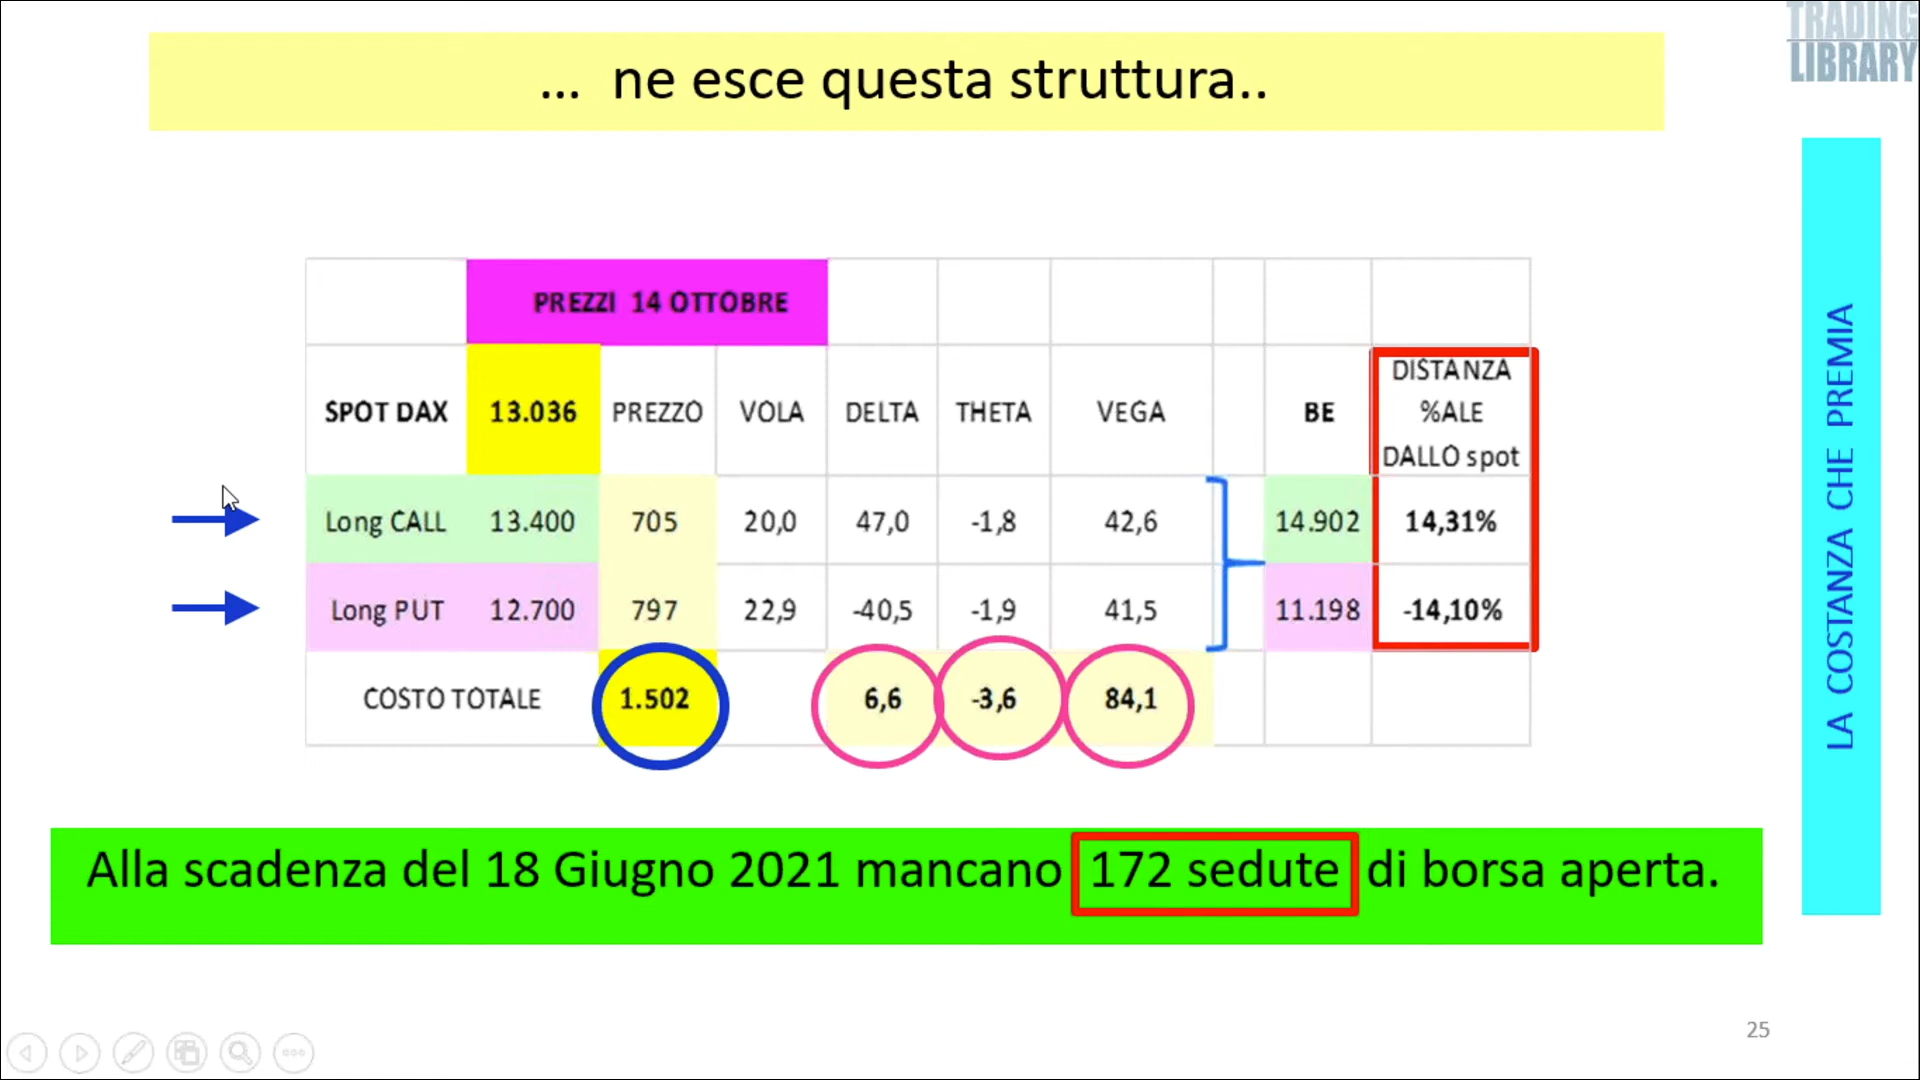 TRADING
LIBRARY
... ne esce questa struttura..
PREZZI 14 OTTOBRE
SPOT DAX 13.036 PREZZO VOLA DELTA THETA VEGA BE DISTANZA %ALE DALLO spot
Long CALL 13.400 705 20,0 47,0 -1,8 42,6 14.902 14,31%
Long PUT 12.700 797 22,9 -40,5 -1,9 41,5 11.198 -14,10%
COSTO TOTALE 1.502 6,6 -3,6 84,1
Alla scadenza del 18 Giugno 2021 mancano 172 sedute di borsa aperta.
LA COSTANZA CHE PREMIA
25